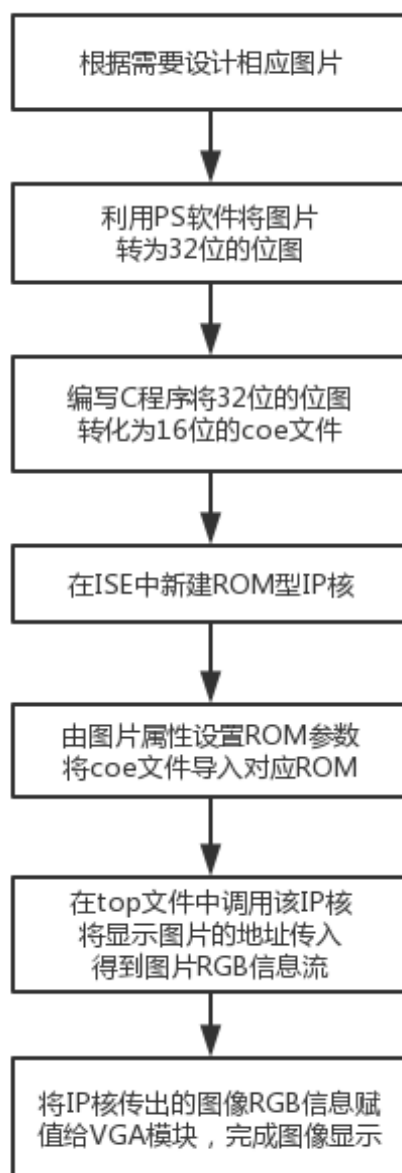 根据需要设计相应图片
利用PS软件将图片
转为32位的位图
编写C程序将32位的位图
转化为16位的coe文件
在ISE中新建ROM型IP核
由图片属性设置ROM参数
将coe文件导入对应ROM
在top文件中调用该IP核
将显示图片的地址传入
得到图片RGB信息流
将IP核传出的图像RGB信息赋
值给VGA模块，完成图像显示